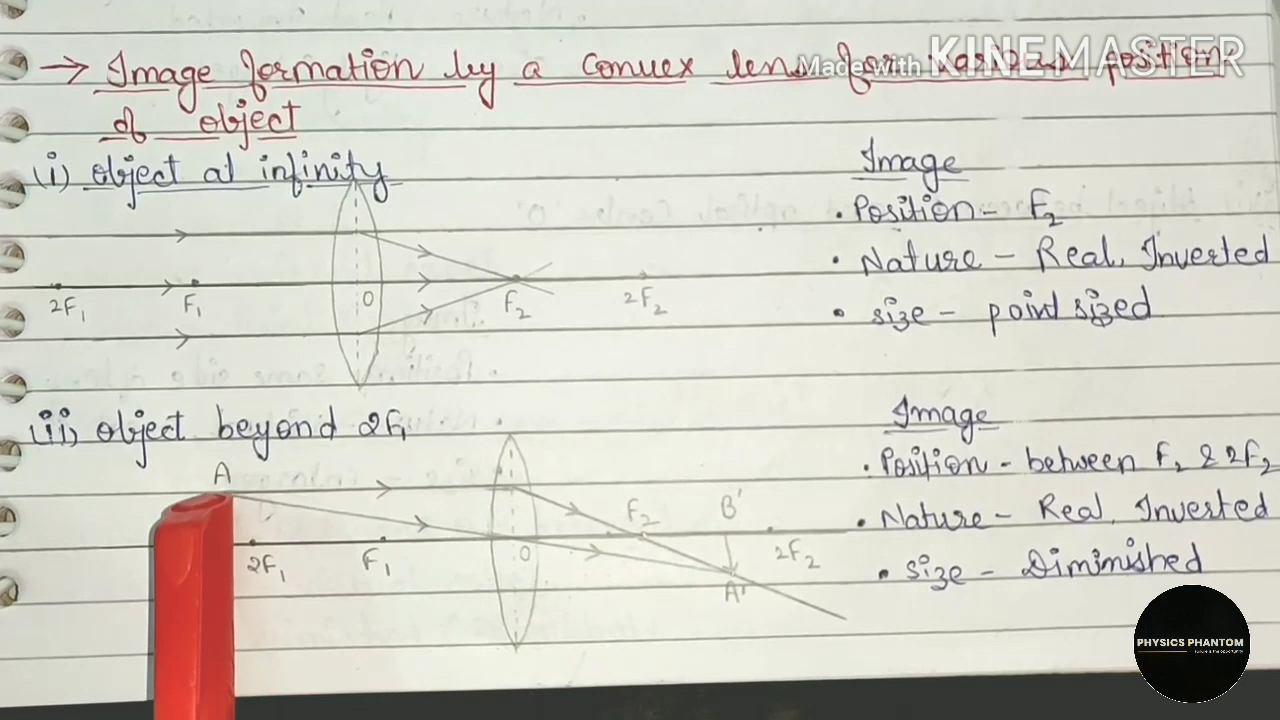 → Image formation by a convex lens for various position
of object
Made with KINEMASTER
(i) object at infinity
2F₁ F₁ O F₂ 2F₂
Image
• Position - F₂
• Nature - Real, Inverted
• size - point sized
(ii) object beyond 2F₁
A B'
2F₁ F₁ O F₂ 2F₂
A'
Image
• Position - between F₂ & 2F₂
• Nature - Real, Inverted
• size - Diminished
PHYSICS PHANTOM